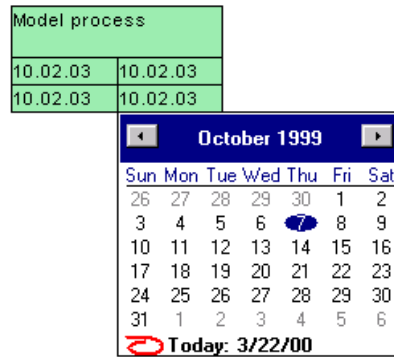 Model process
10.02.03 10.02.03
10.02.03 10.02.03
October 1999
Sun Mon Tue Wed Thu Fri Sat
26 27 28 29 30 1 2
3 4 5 6 7 8 9
10 11 12 13 14 15 16
17 18 19 20 21 22 23
24 25 26 27 28 29 30
31 1 2 3 4 5 6
Today: 3/22/00